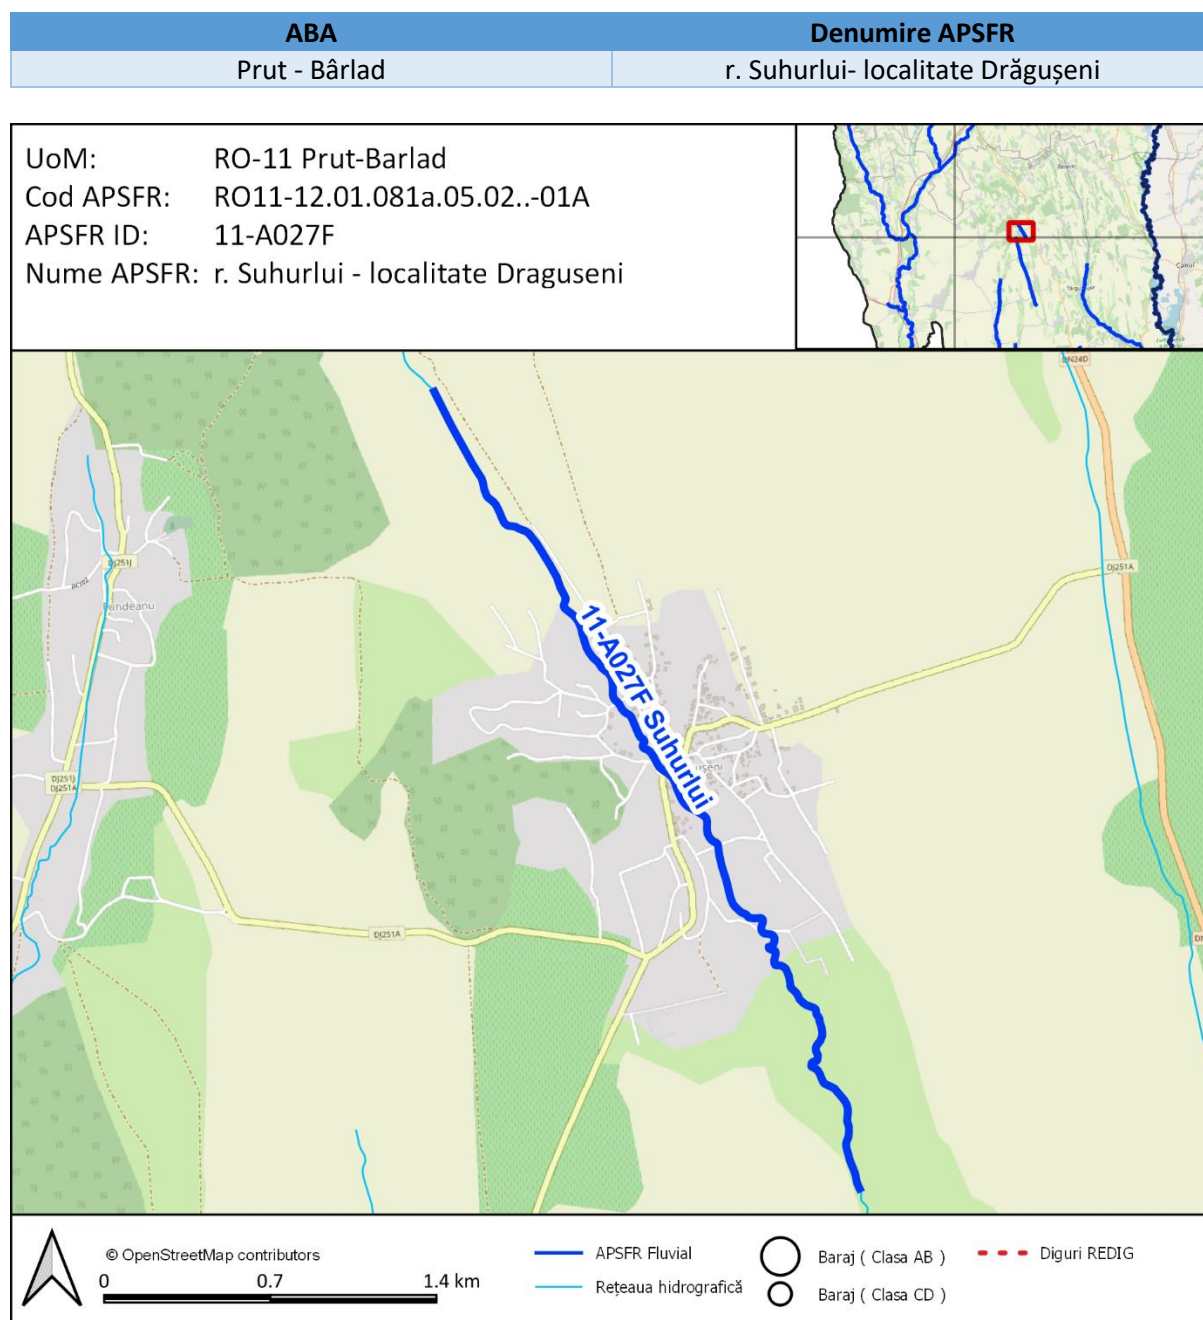 ABA Denumire APSFR
Prut - Bârlad r. Suhurlui- localitate Drăgușeni
UoM: RO-11 Prut-Barlad
Cod APSFR: RO11-12.01.081a.05.02..-01A
APSFR ID: 11-A027F
Nume APSFR: r. Suhurlui - localitate Draguseni
DN24D
DJ251J
DJ251A
Fundeanu
11-A027F Suhurlui
ușeni
DJ251J
DJ251A
DJ251A
DN
© OpenStreetMap contributors
0 0.7 1.4 km
APSFR Fluvial
Rețeaua hidrografică
Baraj ( Clasa AB )
Baraj ( Clasa CD )
Diguri REDIG